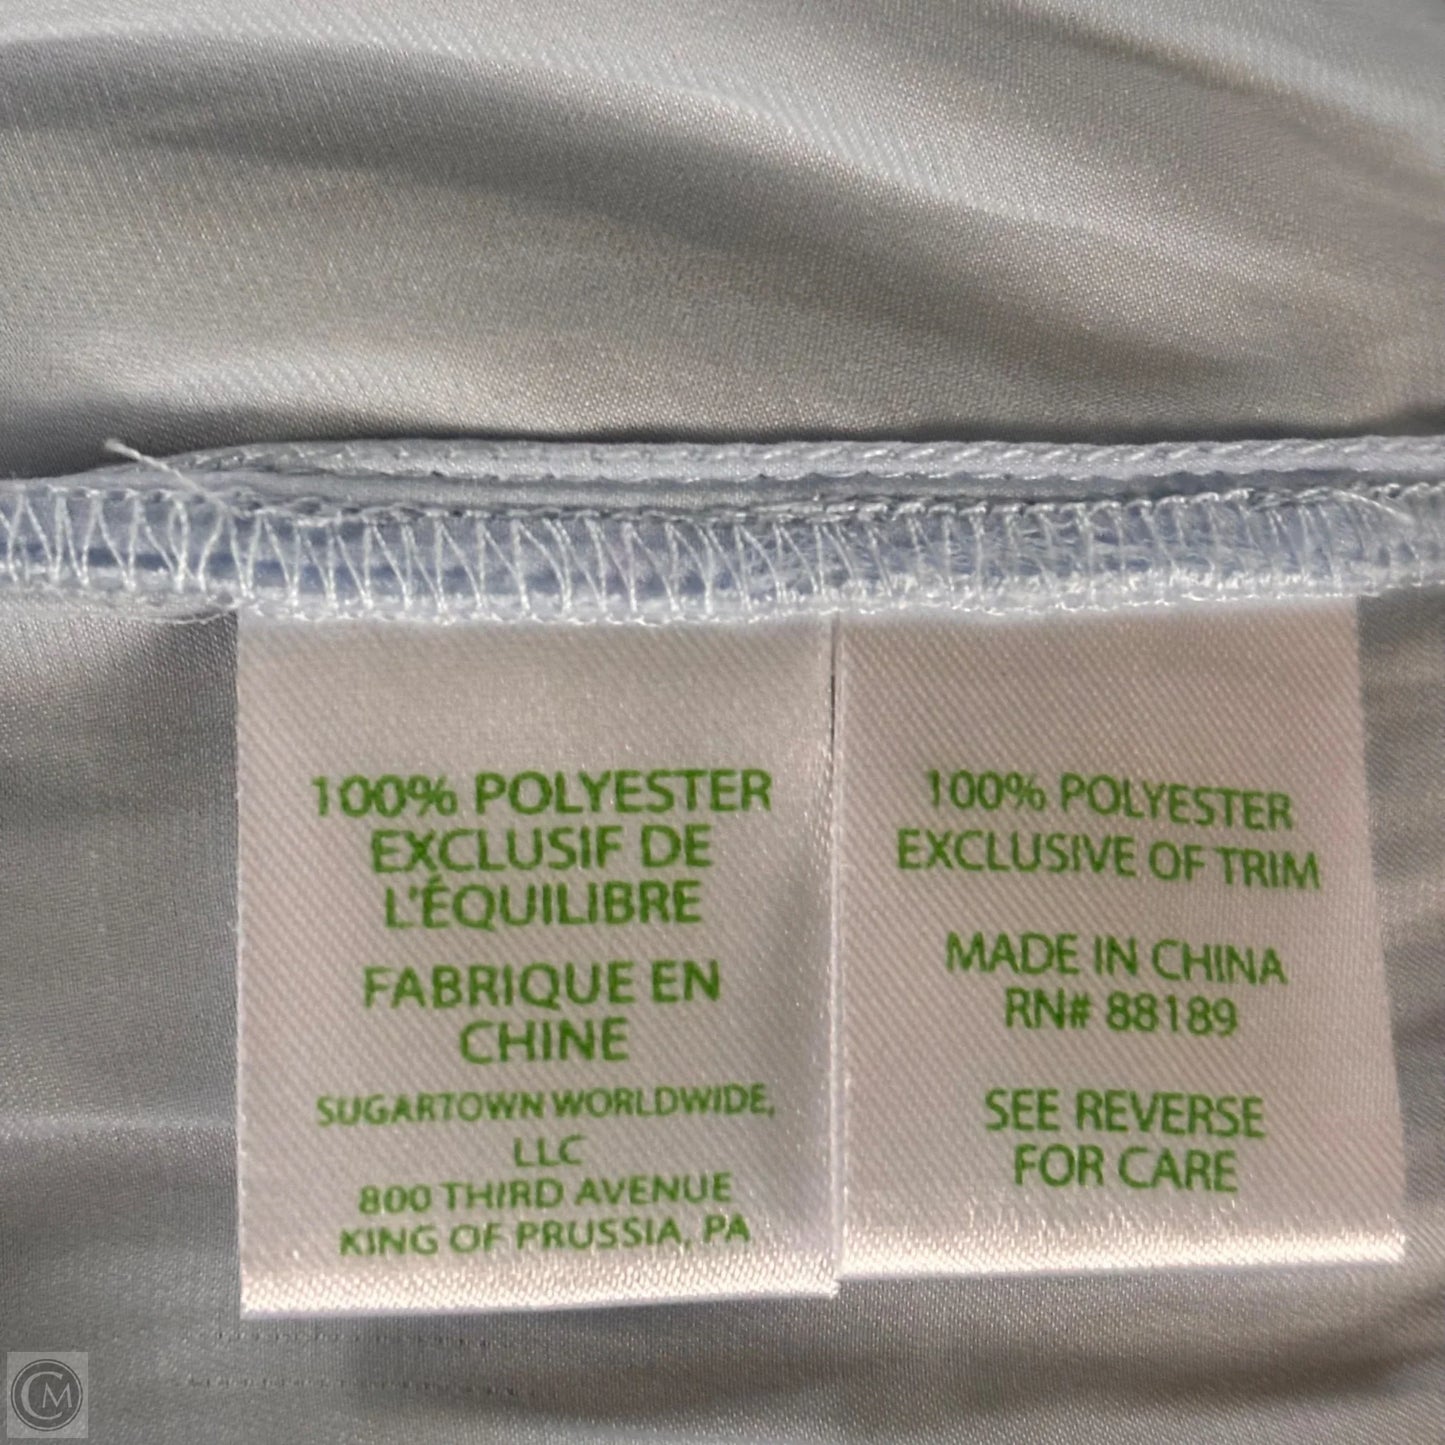 100% POLYESTER
EXCLUSIF DE
L'ÉQUILIBRE
FABRIQUE EN
CHINE
SUGARTOWN WORLDWIDE,
LLC
800 THIRD AVENUE
KING OF PRUSSIA, PA
100% POLYESTER
EXCLUSIVE OF TRIM
MADE IN CHINA
RN# 88189
SEE REVERSE
FOR CARE
CM